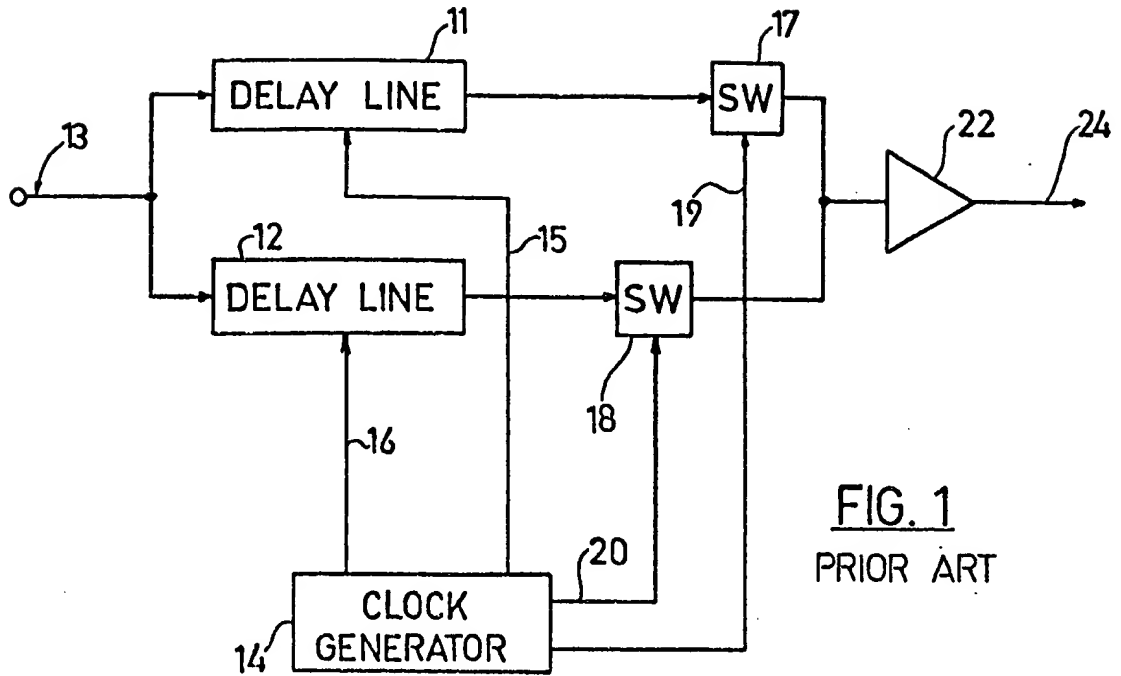 11
17
DELAY LINE
SW
22
24
13
19
12
15
DELAY LINE
SW
18
16
FIG. 1
PRIOR ART
20
CLOCK
GENERATOR
14